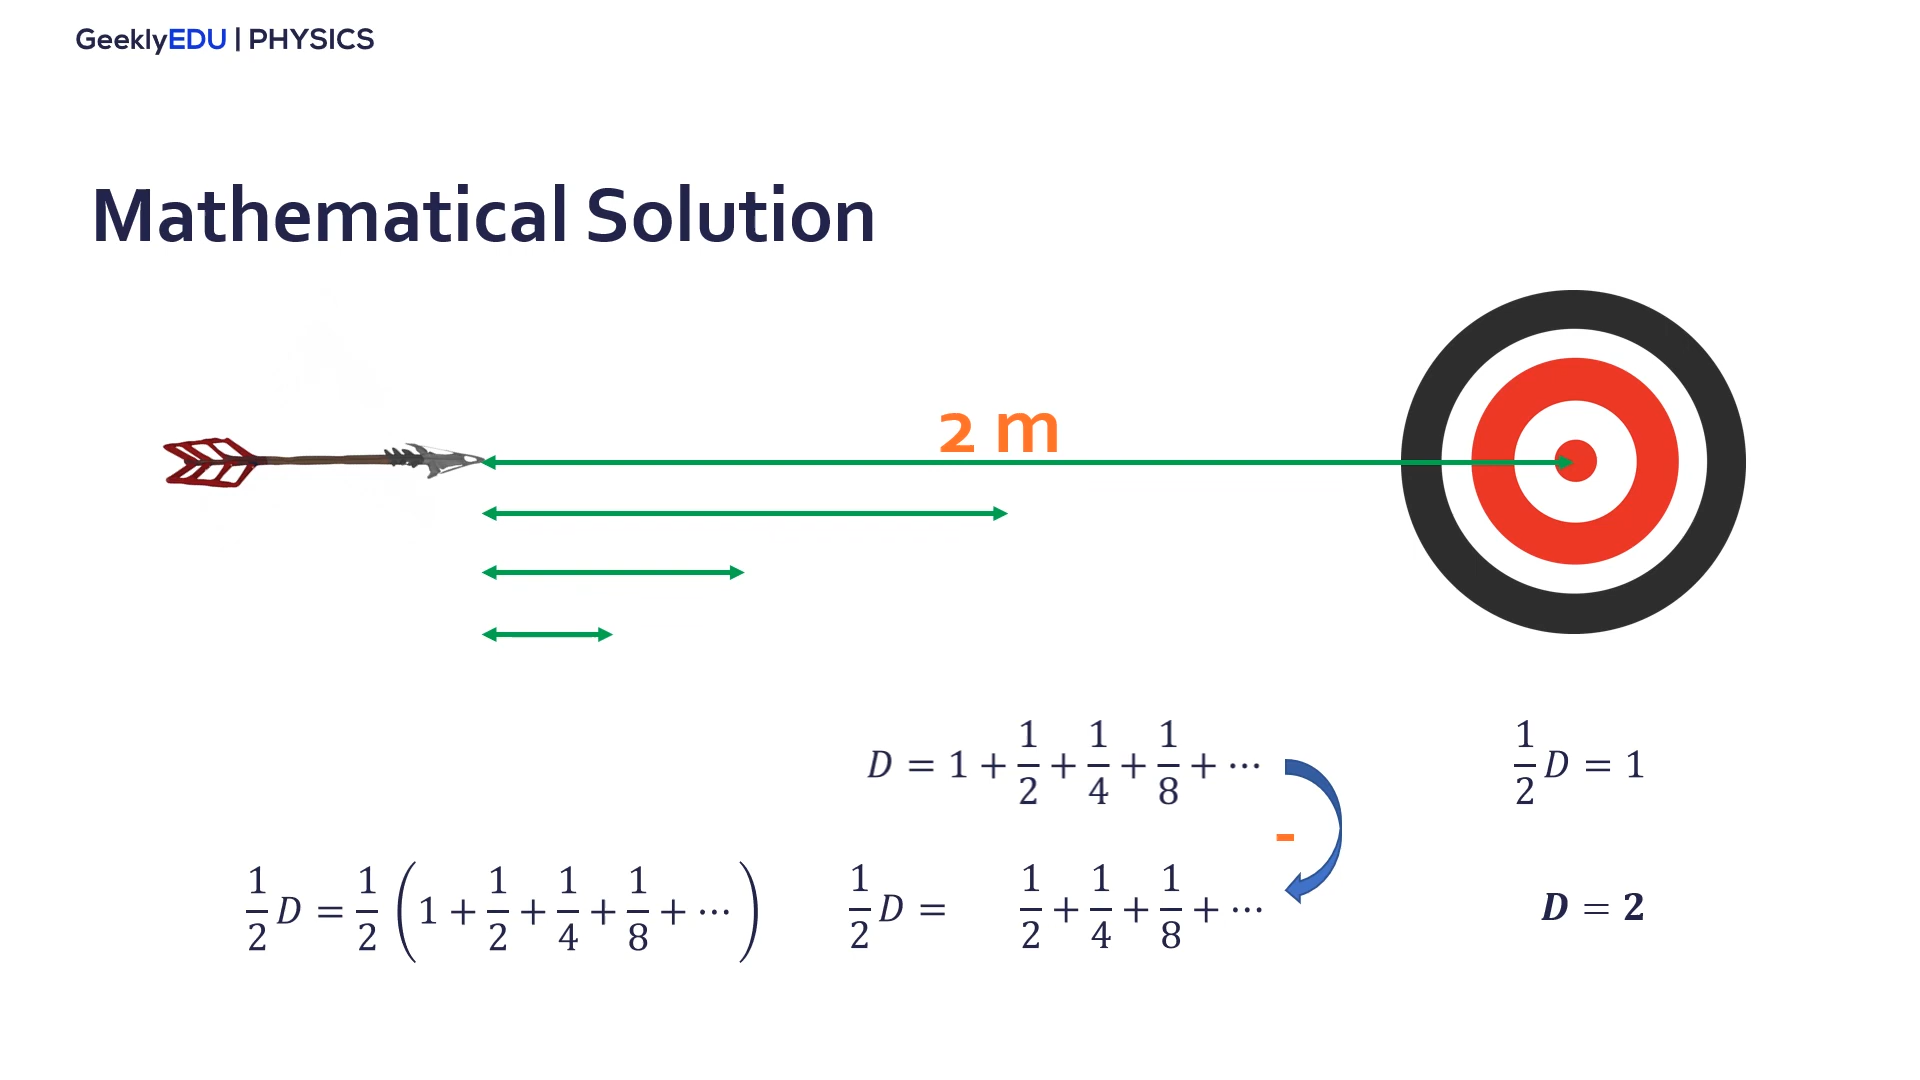 GeeklyEDU | PHYSICS
Mathematical Solution
2 m
D = 1 + 1/2 + 1/4 + 1/8 + ⋯
1/2 D = 1
-
1/2 D = 1/2 (1 + 1/2 + 1/4 + 1/8 + ⋯)
1/2 D = 1/2 + 1/4 + 1/8 + ⋯
D = 2